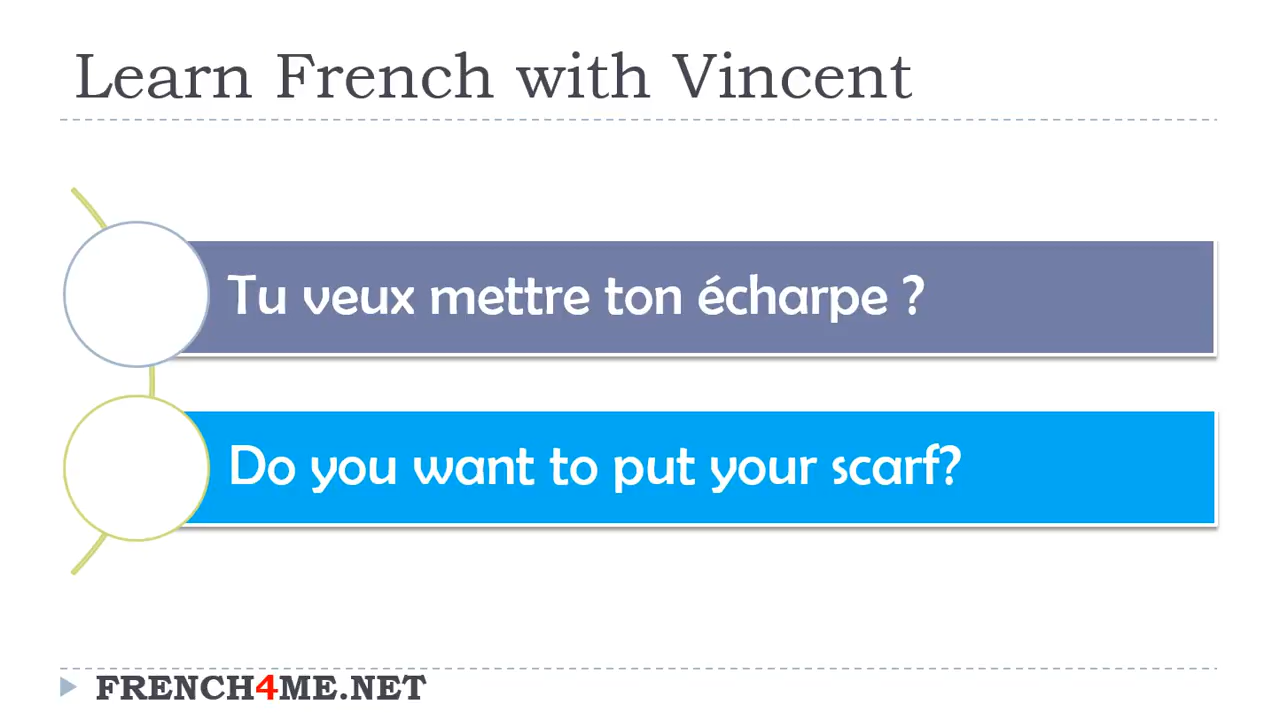 Learn French with Vincent
Tu veux mettre ton écharpe ?
Do you want to put your scarf?
FRENCH4ME.NET